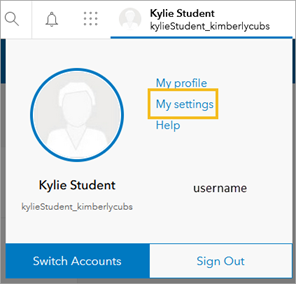 Kylie Student
kylieStudent_kimberlycubs
My profile
My settings
Help
Kylie Student
kylieStudent_kimberlycubs
username
Switch Accounts
Sign Out